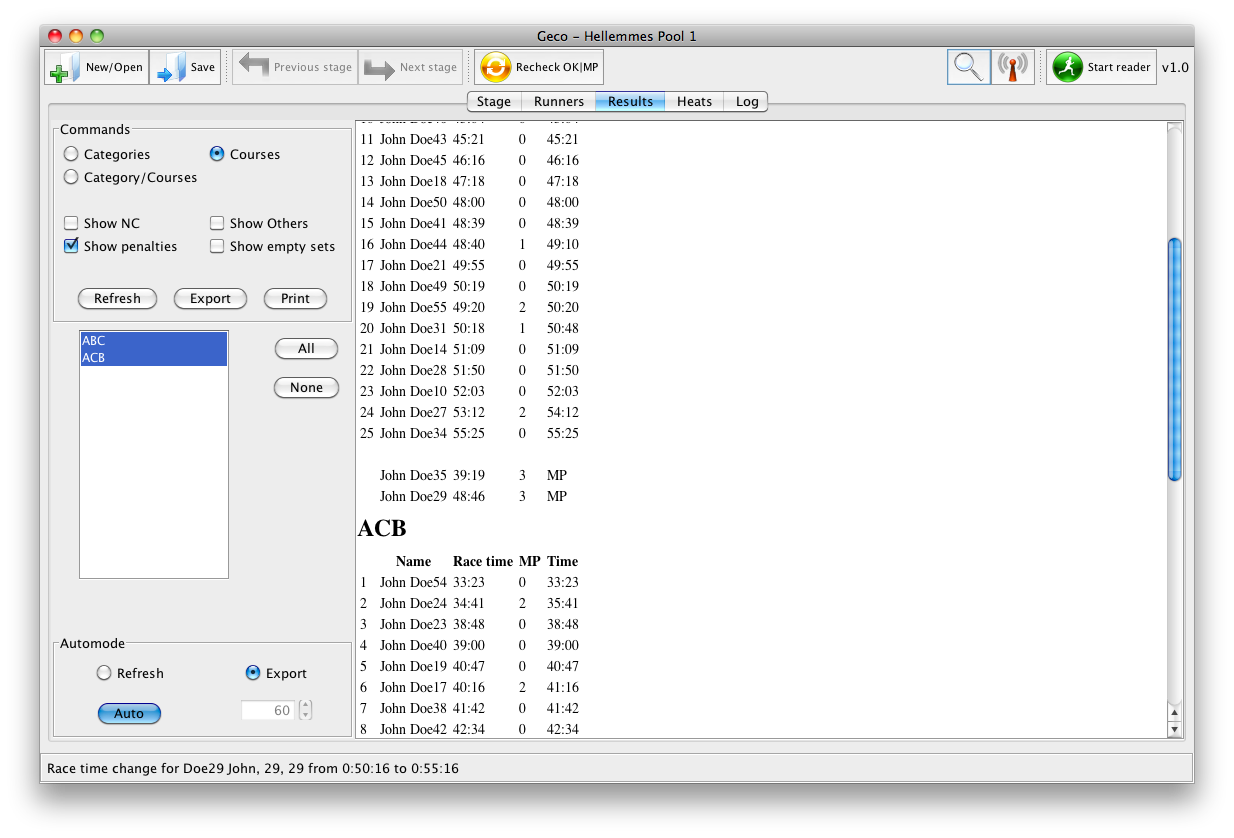 Geco – Hellemmes Pool 1
New/Open Save Previous stage Next stage Recheck OK|MP Start reader v1.0
Stage Runners Results Heats Log
Commands
Categories Courses
Category/Courses
Show NC Show Others
Show penalties Show empty sets
Refresh Export Print
ABC
ACB
All
None
Automode
Refresh Export
Auto 60
11 John Doe43 45:21 0 45:21
12 John Doe45 46:16 0 46:16
13 John Doe18 47:18 0 47:18
14 John Doe50 48:00 0 48:00
15 John Doe41 48:39 0 48:39
16 John Doe44 48:40 1 49:10
17 John Doe21 49:55 0 49:55
18 John Doe49 50:19 0 50:19
19 John Doe55 49:20 2 50:20
20 John Doe31 50:18 1 50:48
21 John Doe14 51:09 0 51:09
22 John Doe28 51:50 0 51:50
23 John Doe10 52:03 0 52:03
24 John Doe27 53:12 2 54:12
25 John Doe34 55:25 0 55:25
John Doe35 39:19 3 MP
John Doe29 48:46 3 MP
ACB
Name Race time MP Time
1 John Doe54 33:23 0 33:23
2 John Doe24 34:41 2 35:41
3 John Doe23 38:48 0 38:48
4 John Doe40 39:00 0 39:00
5 John Doe19 40:47 0 40:47
6 John Doe17 40:16 2 41:16
7 John Doe38 41:42 0 41:42
8 John Doe42 42:34 0 42:34
Race time change for Doe29 John, 29, 29 from 0:50:16 to 0:55:16